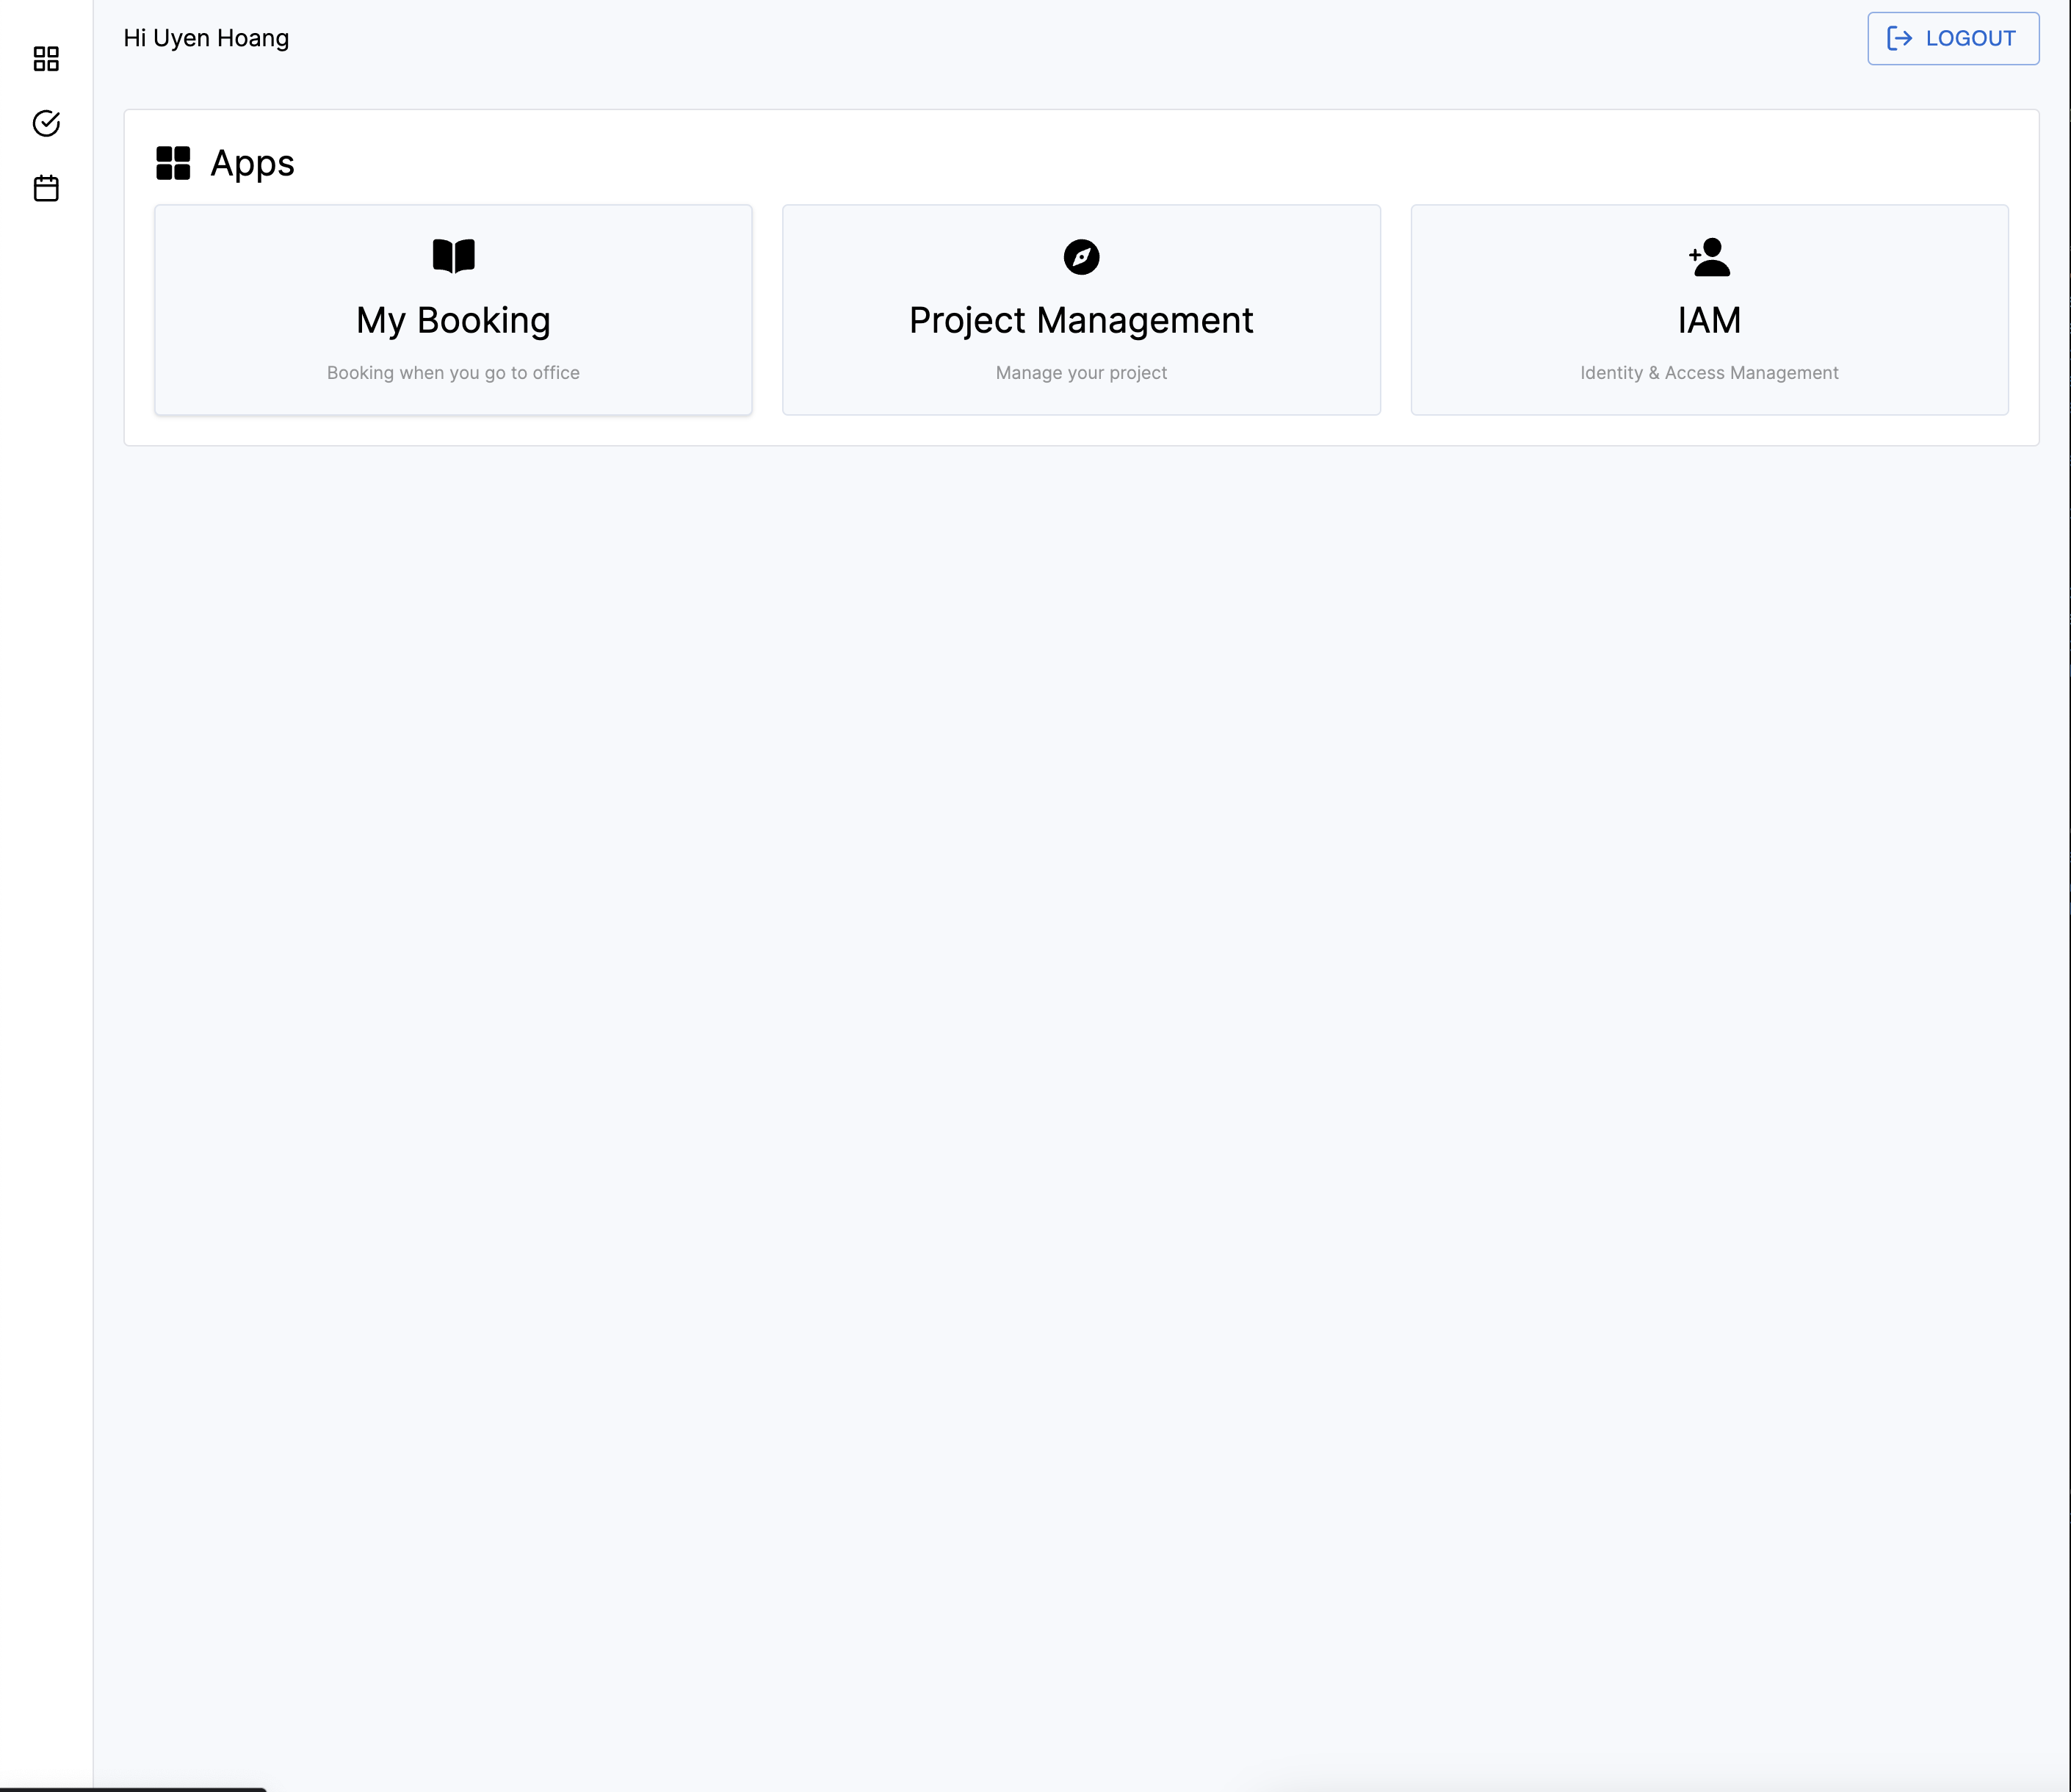 Hi Uyen Hoang
LOGOUT
Apps
My Booking
Booking when you go to office
Project Management
Manage your project
IAM
Identity & Access Management